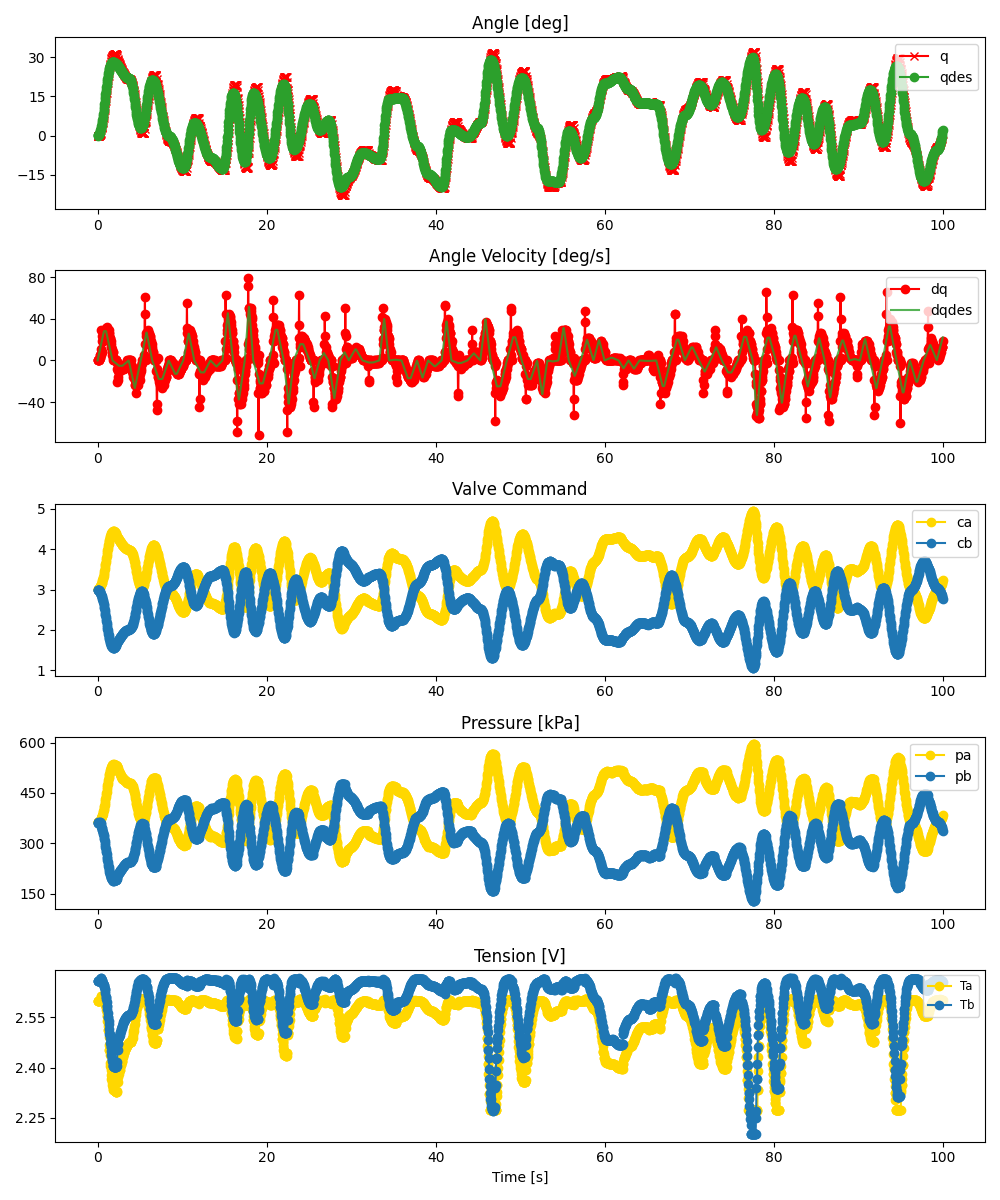 Angle [deg]
30
15
0
−15
q
qdes
0 20 40 60 80 100
Angle Velocity [deg/s]
80
40
0
−40
dq
dqdes
0 20 40 60 80 100
Valve Command
5
4
3
2
1
ca
cb
0 20 40 60 80 100
Pressure [kPa]
600
450
300
150
pa
pb
0 20 40 60 80 100
Tension [V]
2.55
2.40
2.25
Ta
Tb
0 20 40 60 80 100
Time [s]